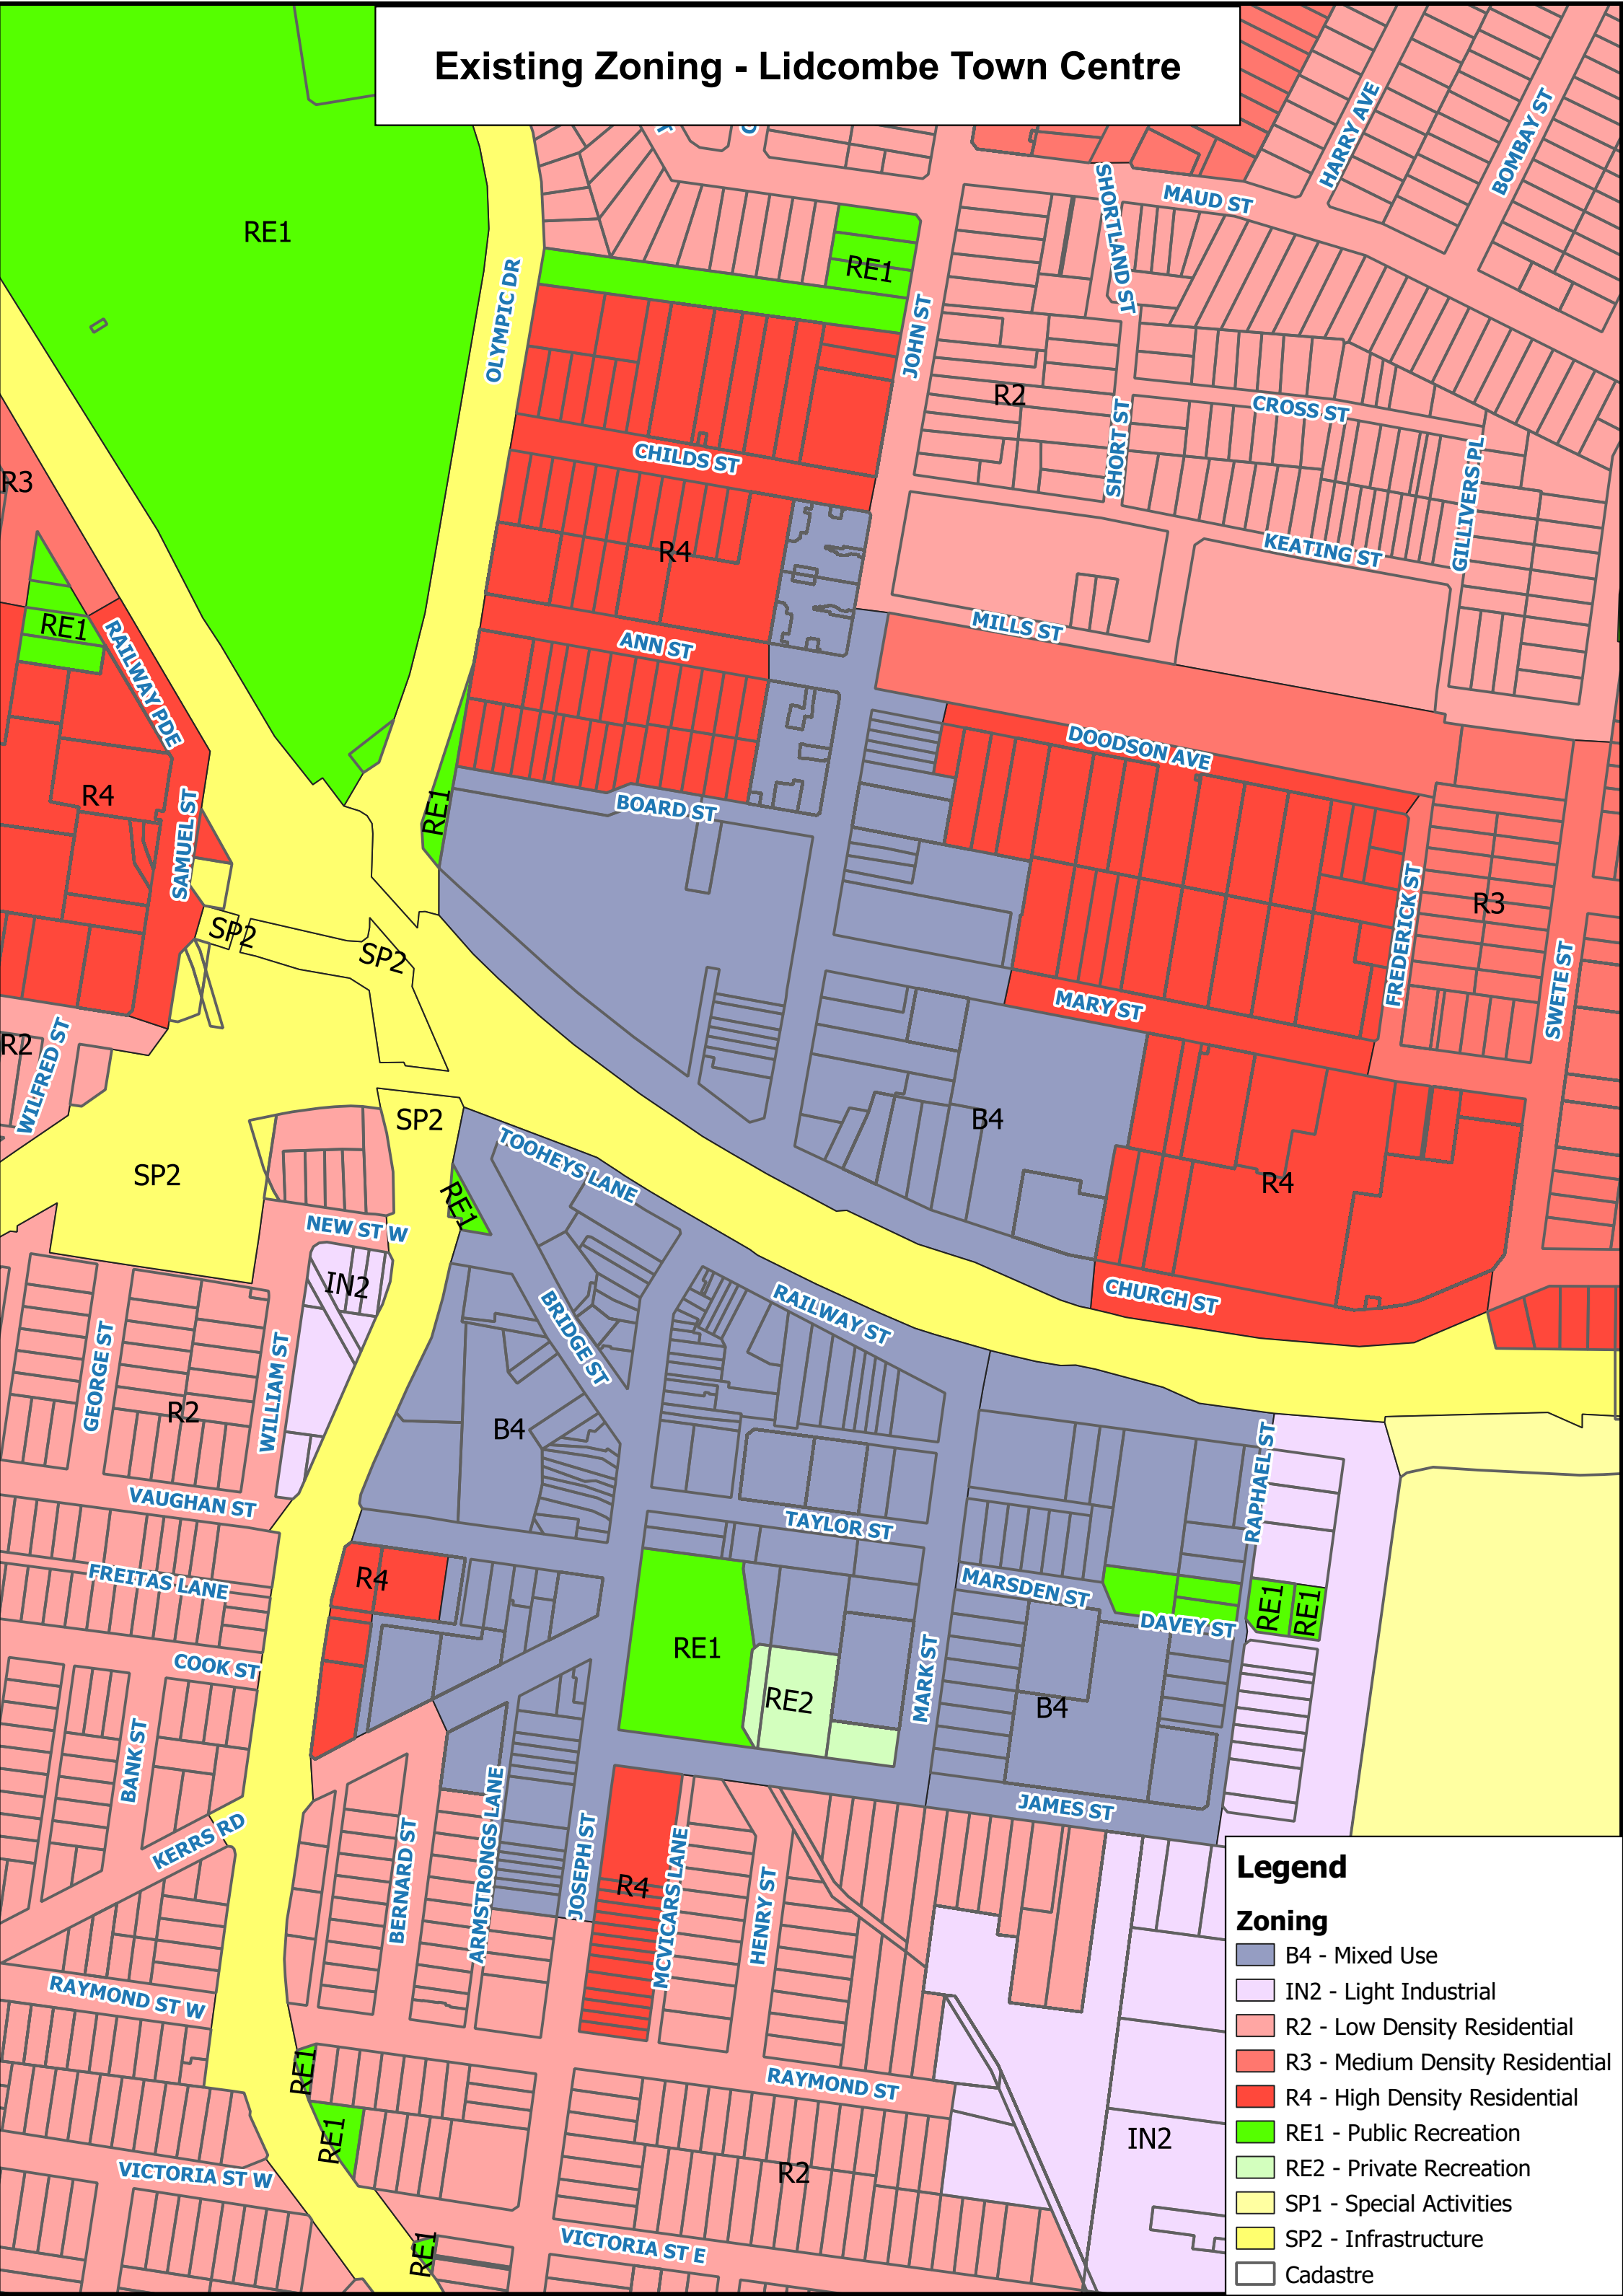 Existing Zoning - Lidcombe Town Centre
HARRY AVE
BOMBAY ST
SHORTLAND ST
MAUD ST
RE1
RE1
OLYMPIC DR
JOHN ST
R2
CROSS ST
SHORT ST
CHILDS ST
GILLIVERS PL
R3
R4
KEATING ST
RE1
RAILWAY PDE
ANN ST
MILLS ST
DOODSON AVE
R4
SAMUEL ST
RE1
BOARD ST
FREDERICK ST
R3
SP2
SP2
SWETE ST
MARY ST
R2
WILFRED ST
SP2
B4
TOOHEYS LANE
SP2
R4
RE1
NEW ST W
IN2
BRIDGE ST
RAILWAY ST
CHURCH ST
GEORGE ST
WILLIAM ST
R2
B4
RAPHAEL ST
VAUGHAN ST
TAYLOR ST
FREITAS LANE
R4
MARSDEN ST
RE1
RE1
DAVEY ST
COOK ST
RE1
RE2
MARK ST
B4
BANK ST
KERRS RD
JAMES ST
BERNARD ST
ARMSTRONGS LANE
JOSEPH ST
R4
MCVICARS LANE
HENRY ST
RAYMOND ST W
RE1
RAYMOND ST
RE1
IN2
VICTORIA ST W
R2
RE1
VICTORIA ST E
Legend
Zoning
B4 - Mixed Use
IN2 - Light Industrial
R2 - Low Density Residential
R3 - Medium Density Residential
R4 - High Density Residential
RE1 - Public Recreation
RE2 - Private Recreation
SP1 - Special Activities
SP2 - Infrastructure
Cadastre